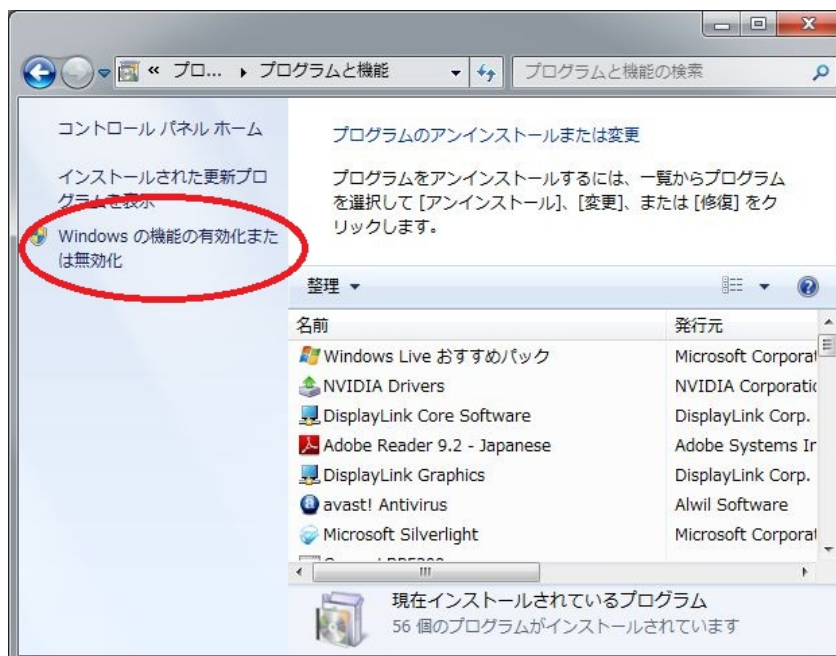 « プロ... ▸ プログラムと機能
プログラムと機能の検索
コントロール パネル ホーム
インストールされた更新プロ
グラムを表示
Windows の機能の有効化また
は無効化
プログラムのアンインストールまたは変更
プログラムをアンインストールするには、一覧からプログラム
を選択して [アンインストール]、[変更]、または [修復] をク
リックします。
整理
名前 発行元
Windows Live おすすめパック Microsoft Corporat
NVIDIA Drivers NVIDIA Corporatic
DisplayLink Core Software DisplayLink Corp.
Adobe Reader 9.2 - Japanese Adobe Systems Ir
DisplayLink Graphics DisplayLink Corp.
avast! Antivirus Alwil Software
Microsoft Silverlight Microsoft Corporat
現在インストールされているプログラム
56 個のプログラムがインストールされています